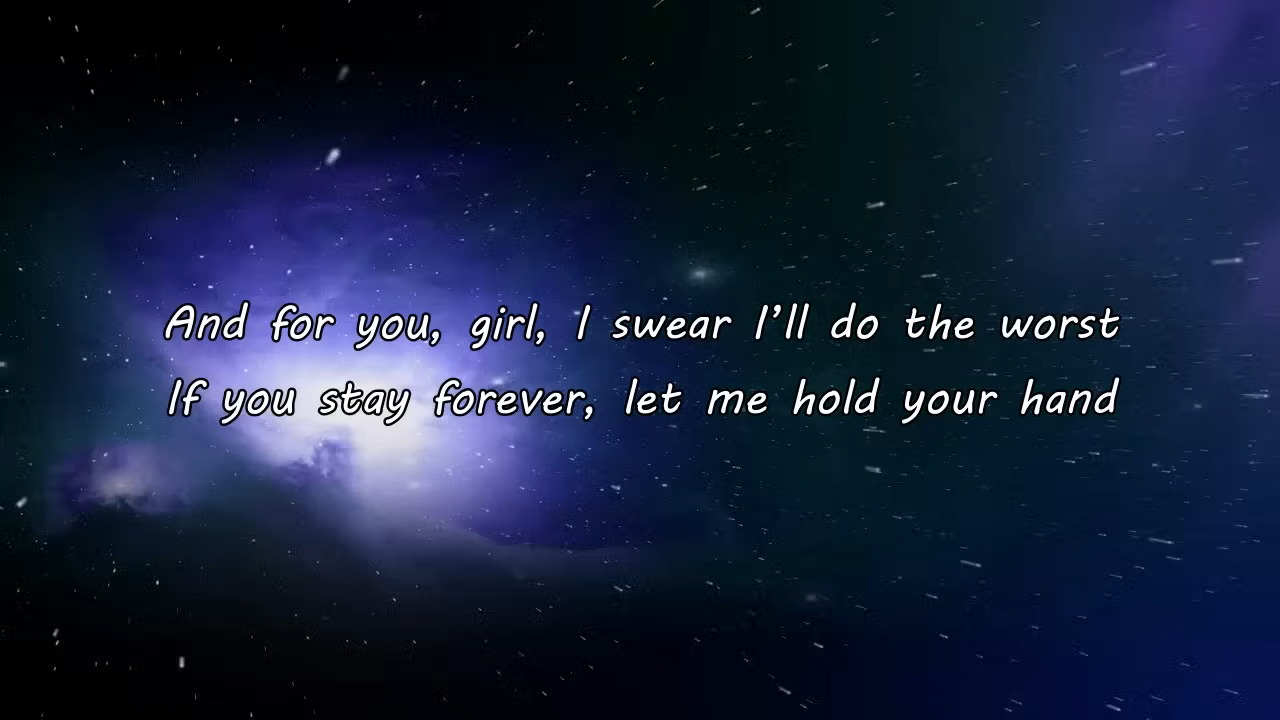 And for you, girl, I swear I’ll do the worst
If you stay forever, let me hold your hand